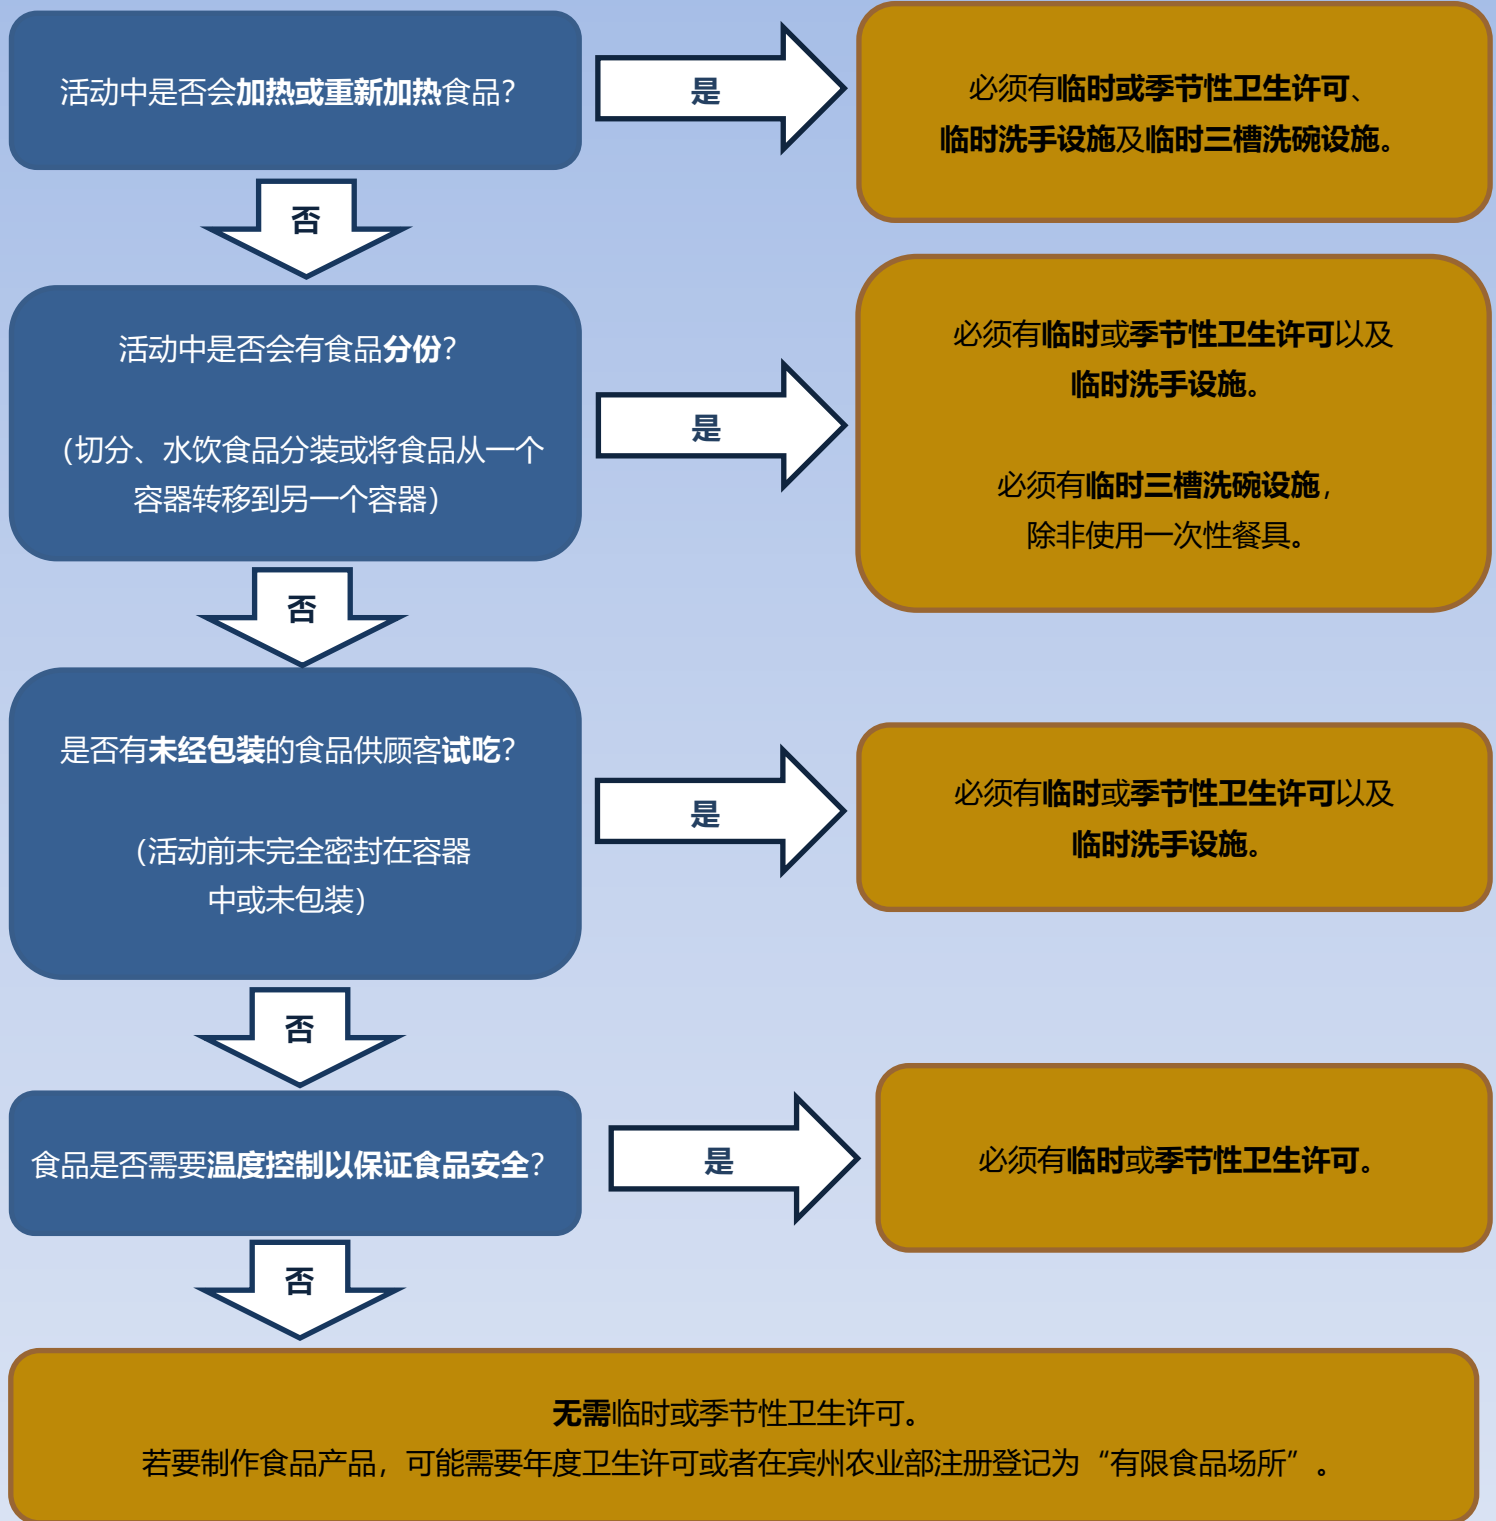 活动中是否会加热或重新加热食品？
是
必须有临时或季节性卫生许可、
临时洗手设施及临时三槽洗碗设施。
否
活动中是否会有食品分份？
（切分、水饮食品分装或将食品从一个
容器转移到另一个容器）
是
必须有临时或季节性卫生许可以及
临时洗手设施。
必须有临时三槽洗碗设施，
除非使用一次性餐具。
否
是否有未经包装的食品供顾客试吃？
（活动前未完全密封在容器
中或未包装）
是
必须有临时或季节性卫生许可以及
临时洗手设施。
否
食品是否需要温度控制以保证食品安全？
是
必须有临时或季节性卫生许可。
否
无需临时或季节性卫生许可。
若要制作食品产品，可能需要年度卫生许可或者在宾州农业部注册登记为“有限食品场所”。